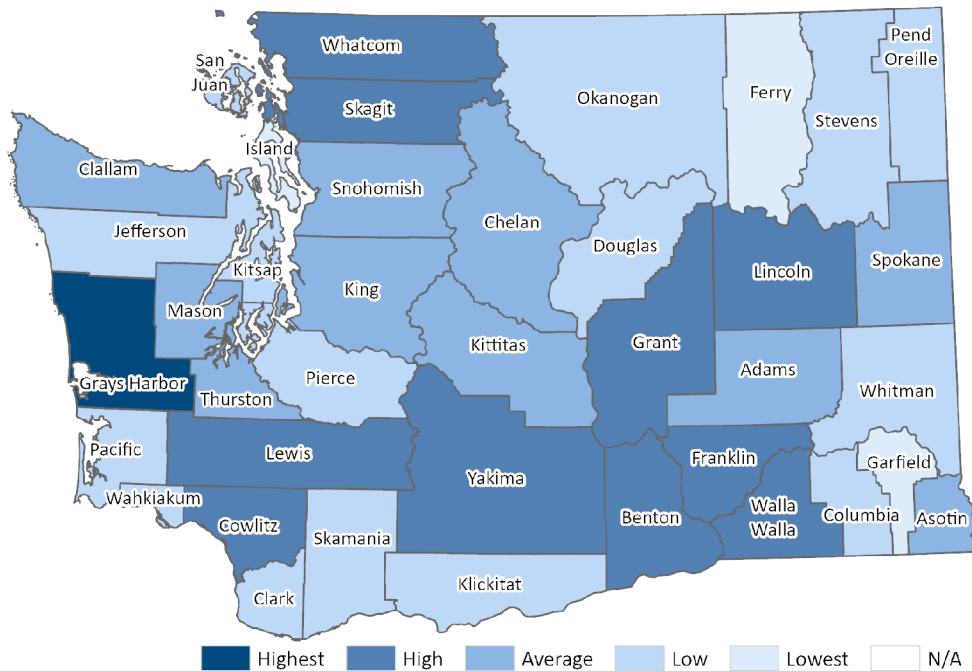 Whatcom
San
Juan
Skagit
Island
Okanogan
Ferry
Pend
Oreille
Stevens
Clallam
Snohomish
Chelan
Jefferson
Douglas
Kitsap
King
Lincoln
Spokane
Mason
Kittitas
Grant
Grays Harbor
Thurston
Pierce
Adams
Whitman
Pacific
Lewis
Yakima
Franklin
Garfield
Wahkiakum
Cowlitz
Skamania
Benton
Walla
Walla
Columbia
Asotin
Clark
Klickitat
Highest
High
Average
Low
Lowest
N/A